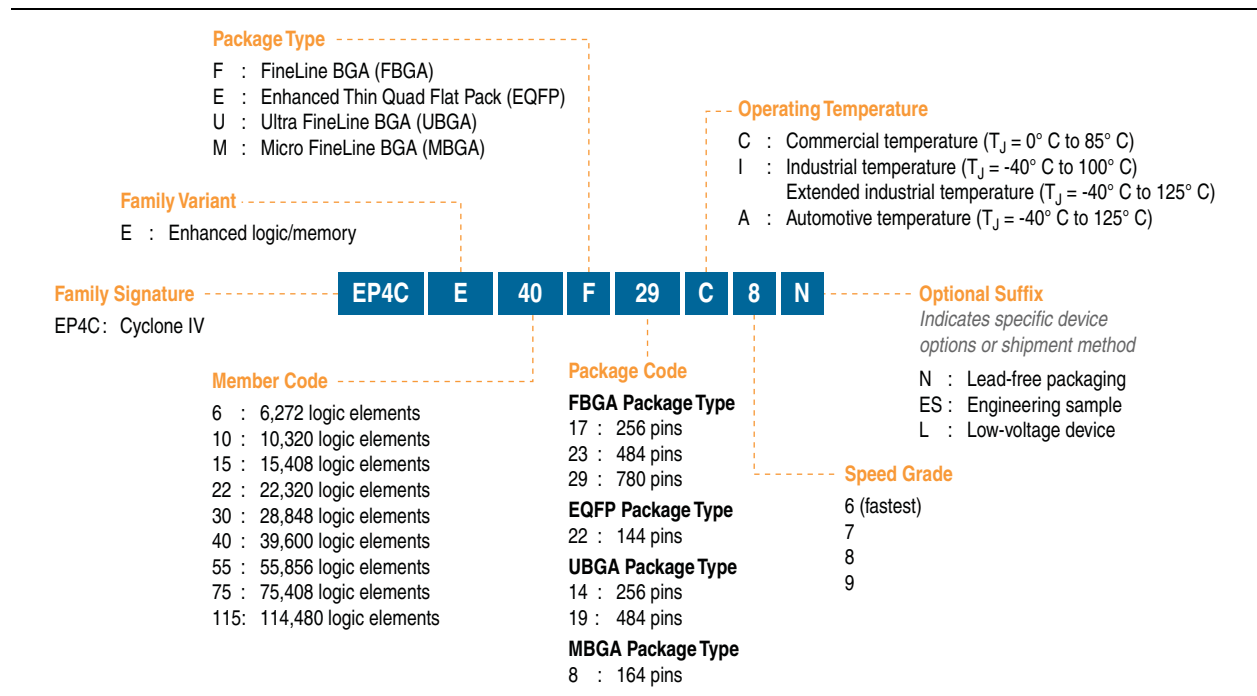 Package Type
F : FineLine BGA (FBGA)
E : Enhanced Thin Quad Flat Pack (EQFP)
U : Ultra FineLine BGA (UBGA)
M : Micro FineLine BGA (MBGA)
Operating Temperature
C : Commercial temperature (TJ = 0° C to 85° C)
I : Industrial temperature (TJ = -40° C to 100° C)
Extended industrial temperature (TJ = -40° C to 125° C)
A : Automotive temperature (TJ = -40° C to 125° C)
Family Variant
E : Enhanced logic/memory
EP4C E 40 F 29 C 8 N
Family Signature
EP4C : Cyclone IV
Optional Suffix
Indicates specific device
options or shipment method
N : Lead-free packaging
ES : Engineering sample
L : Low-voltage device
Member Code
6 : 6,272 logic elements
10 : 10,320 logic elements
15 : 15,408 logic elements
22 : 22,320 logic elements
30 : 28,848 logic elements
40 : 39,600 logic elements
55 : 55,856 logic elements
75 : 75,408 logic elements
115: 114,480 logic elements
Package Code
FBGA Package Type
17 : 256 pins
23 : 484 pins
29 : 780 pins
EQFP Package Type
22 : 144 pins
UBGA Package Type
14 : 256 pins
19 : 484 pins
MBGA Package Type
8 : 164 pins
Speed Grade
6 (fastest)
7
8
9